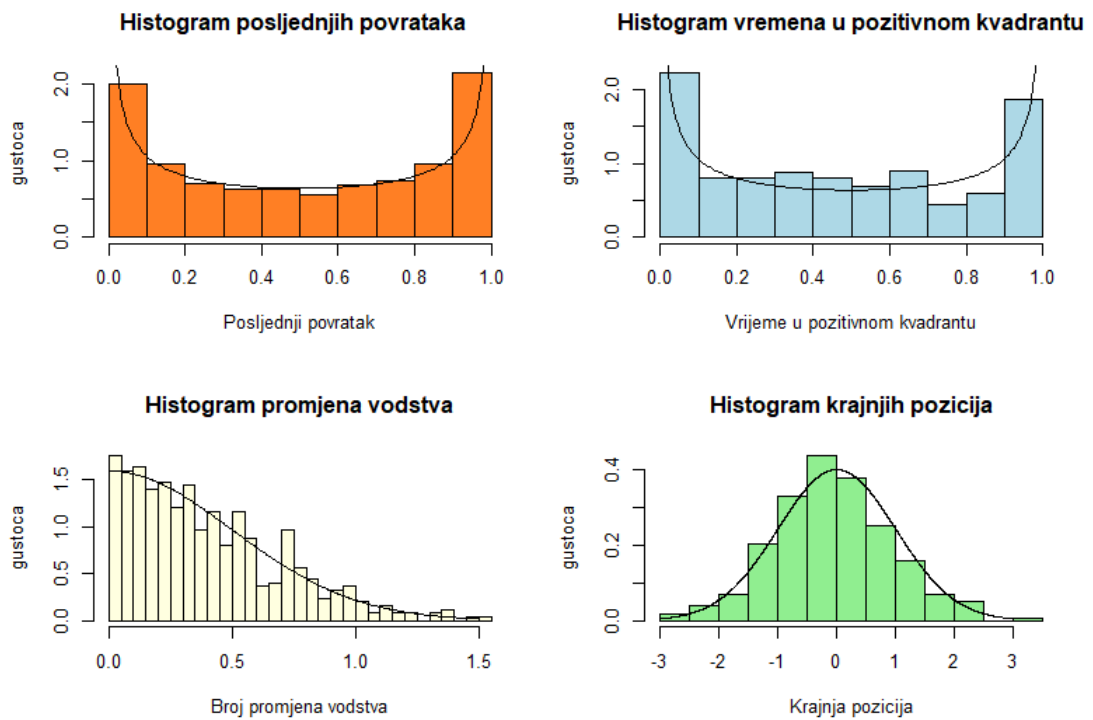 Histogram posljednjih povrataka
gustoca
0.0 1.0 2.0
0.0 0.2 0.4 0.6 0.8 1.0
Posljednji povratak
Histogram vremena u pozitivnom kvadrantu
gustoca
0.0 1.0 2.0
0.0 0.2 0.4 0.6 0.8 1.0
Vrijeme u pozitivnom kvadrantu
Histogram promjena vodstva
gustoca
0.0 0.5 1.0 1.5
0.0 0.5 1.0 1.5
Broj promjena vodstva
Histogram krajnjih pozicija
gustoca
0.0 0.2 0.4
-3 -2 -1 0 1 2 3
Krajnja pozicija